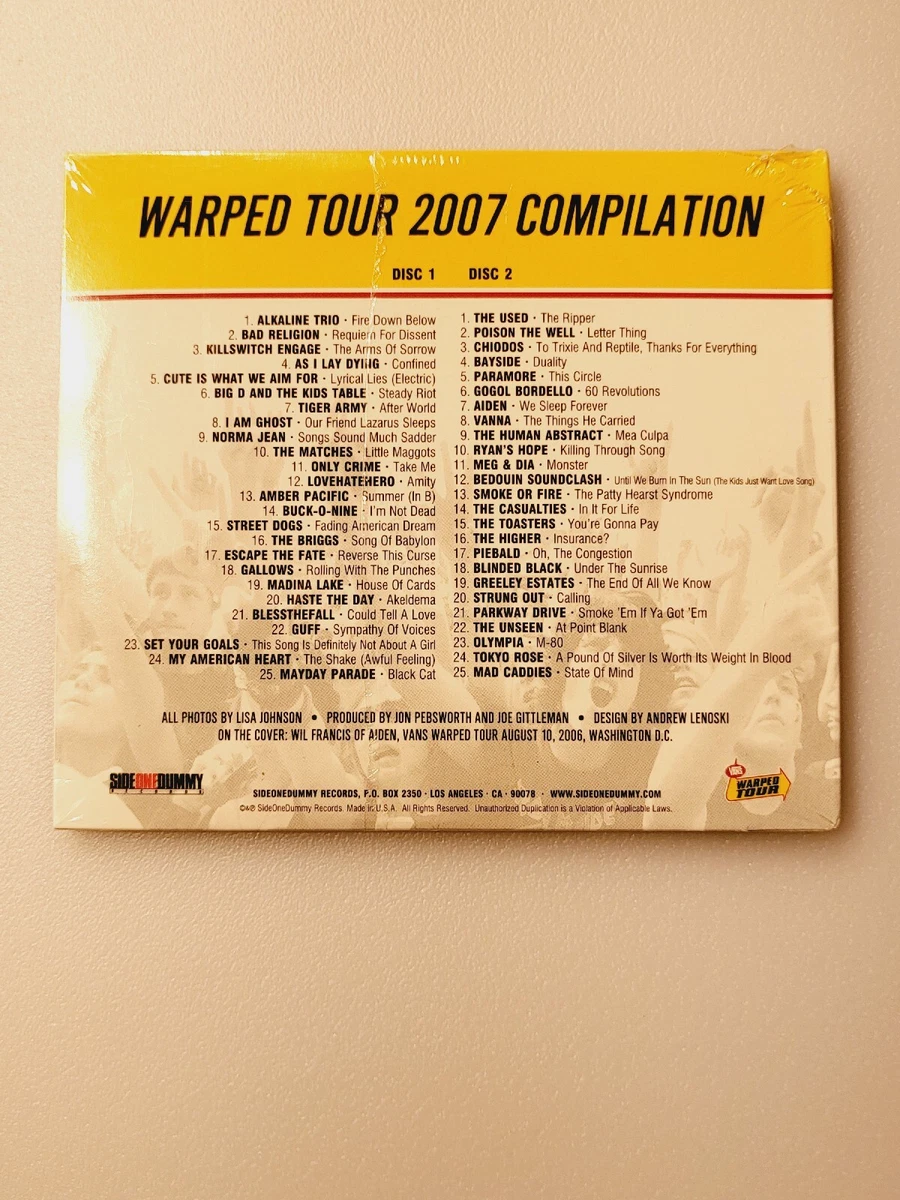 WARPED TOUR 2007 COMPILATION
DISC 1
1. ALKALINE TRIO · Fire Down Below
2. BAD RELIGION · Requiem For Dissent
3. KILLSWITCH ENGAGE · The Arms Of Sorrow
4. AS I LAY DYING · Confined
5. CUTE IS WHAT WE AIM FOR · Lyrical Lies (Electric)
6. BIG D AND THE KIDS TABLE · Steady Riot
7. TIGER ARMY · After World
8. I AM GHOST · Our Friend Lazarus Sleeps
9. NORMA JEAN · Songs Sound Much Sadder
10. THE MATCHES · Little Maggots
11. ONLY CRIME · Take Me
12. LOVEHATEHERO · Amity
13. AMBER PACIFIC · Summer (In B)
14. BUCK-O-NINE · I'm Not Dead
15. STREET DOGS · Fading American Dream
16. THE BRIGGS · Song Of Babylon
17. ESCAPE THE FATE · Reverse This Curse
18. GALLOWS · Rolling With The Punches
19. MADINA LAKE · House Of Cards
20. HASTE THE DAY · Akeldema
21. BLESSTHEFALL · Could Tell A Love
22. GUFF · Sympathy Of Voices
23. SET YOUR GOALS · This Song Is Definitely Not About A Girl
24. MY AMERICAN HEART · The Shake (Awful Feeling)
25. MAYDAY PARADE · Black Cat
DISC 2
1. THE USED · The Ripper
2. POISON THE WELL · Letter Thing
3. CHIODOS · To Trixie And Reptile, Thanks For Everything
4. BAYSIDE · Duality
5. PARAMORE · This Circle
6. GOGOL BORDELLO · 60 Revolutions
7. AIDEN · We Sleep Forever
8. VANNA · The Things He Carried
9. THE HUMAN ABSTRACT · Mea Culpa
10. RYAN'S HOPE · Killing Through Song
11. MEG & DIA · Monster
12. BEDOUIN SOUNDCLASH · Until We Burn In The Sun (The Kids Just Want Love Song)
13. SMOKE OR FIRE · The Patty Hearst Syndrome
14. THE CASUALTIES · In It For Life
15. THE TOASTERS · You're Gonna Pay
16. THE HIGHER · Insurance?
17. PIEBALD · Oh, The Congestion
18. BLINDED BLACK · Under The Sunrise
19. GREELEY ESTATES · The End Of All We Know
20. STRUNG OUT · Calling
21. PARKWAY DRIVE · Smoke 'Em If Ya Got 'Em
22. THE UNSEEN · At Point Blank
23. OLYMPIA · M-80
24. TOKYO ROSE · A Pound Of Silver Is Worth Its Weight In Blood
25. MAD CADDIES · State Of Mind
ALL PHOTOS BY LISA JOHNSON • PRODUCED BY JON PEBSWORTH AND JOE GITTLEMAN • DESIGN BY ANDREW LENOSKI
ON THE COVER: WIL FRANCIS OF AIDEN, VANS WARPED TOUR AUGUST 10, 2006, WASHINGTON D.C.
SIDEONEDUMMY
RECORDS
SIDEONEDUMMY RECORDS, P.O. BOX 2350 · LOS ANGELES · CA · 90078 · WWW.SIDEONEDUMMY.COM
©&℗ SideOneDummy Records. Made in U.S.A. All Rights Reserved. Unauthorized Duplication is a Violation of Applicable Laws.
VANS
WARPED
TOUR